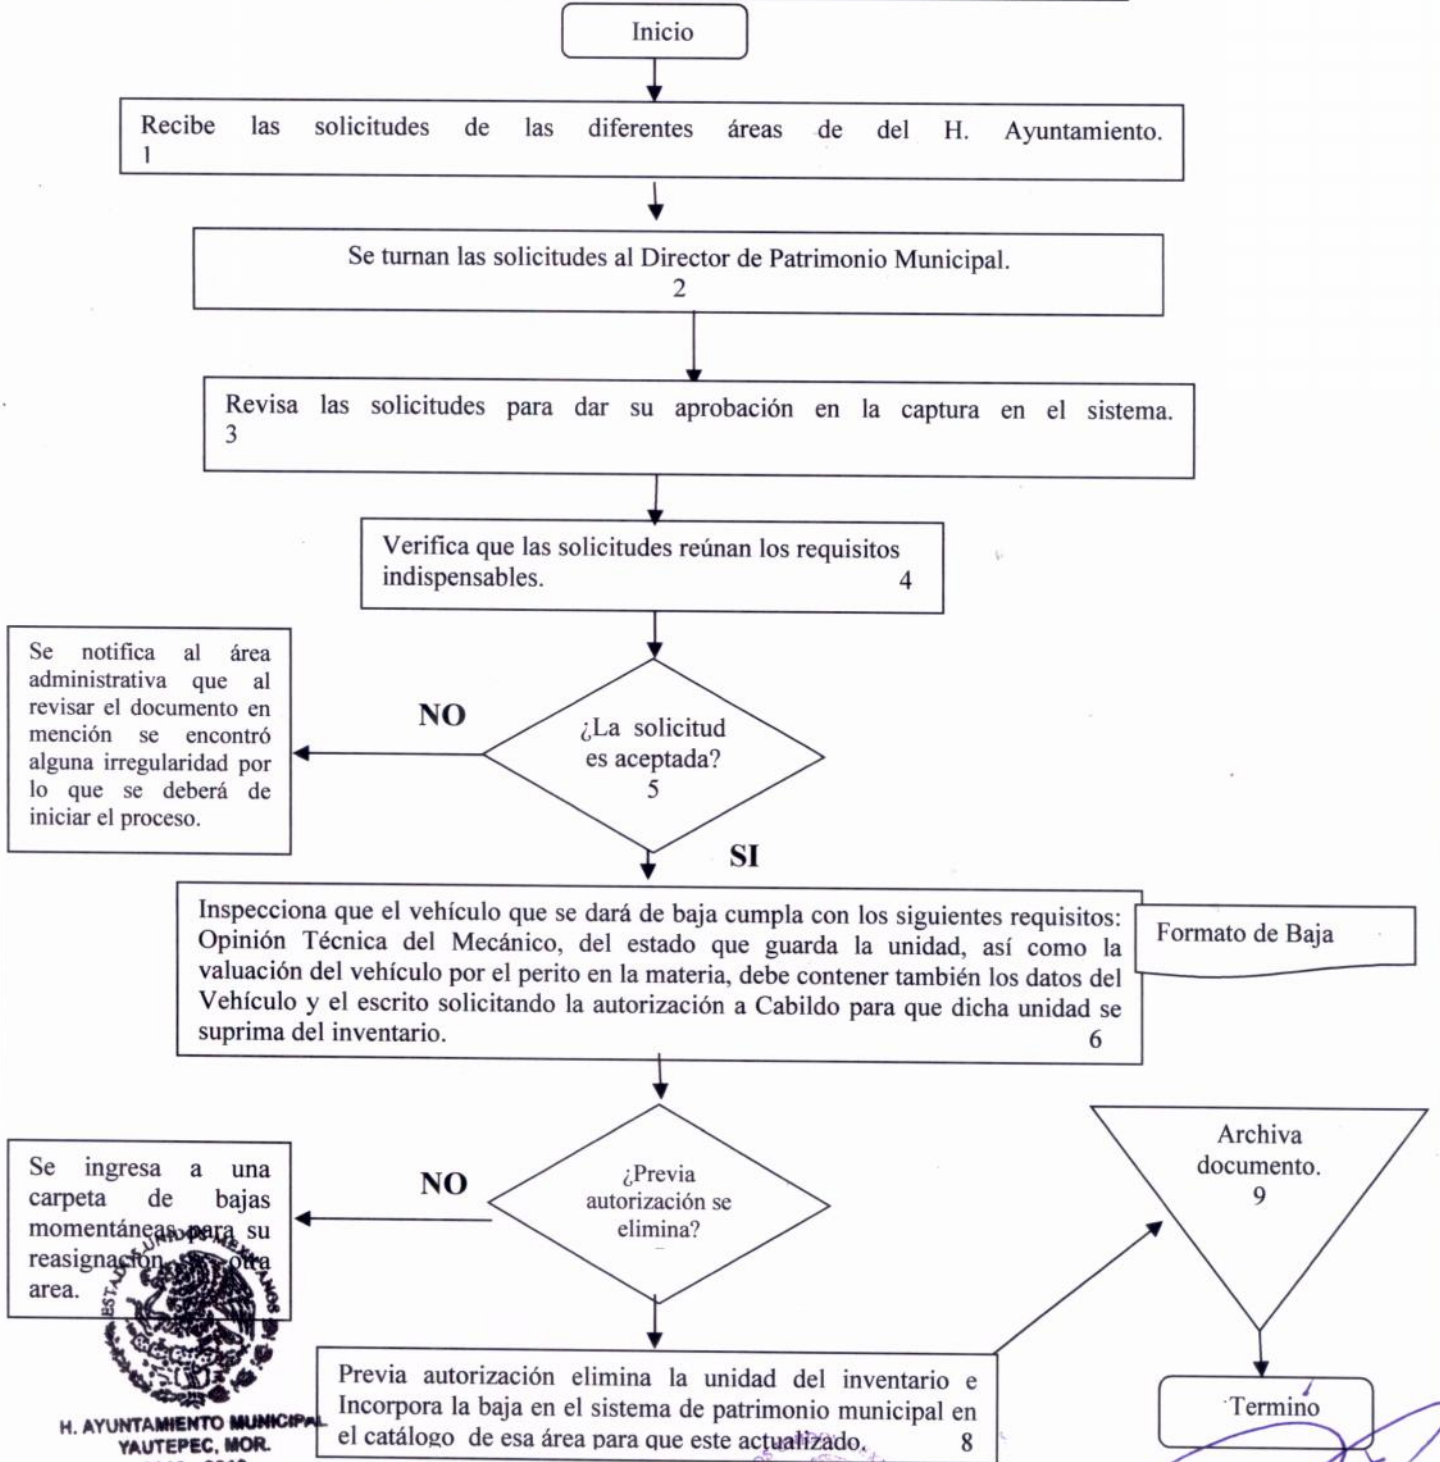 Inicio
Recibe las solicitudes de las diferentes áreas de del H. Ayuntamiento.
1
Se turnan las solicitudes al Director de Patrimonio Municipal.
2
Revisa las solicitudes para dar su aprobación en la captura en el sistema.
3
Verifica que las solicitudes reúnan los requisitos
indispensables. 4
Se notifica al área
administrativa que al
revisar el documento en
mención se encontró
alguna irregularidad por
lo que se deberá de
iniciar el proceso.
NO
¿La solicitud
es aceptada?
5
SI
Inspecciona que el vehículo que se dará de baja cumpla con los siguientes requisitos:
Opinión Técnica del Mecánico, del estado que guarda la unidad, así como la
valuación del vehículo por el perito en la materia, debe contener también los datos del
Vehículo y el escrito solicitando la autorización a Cabildo para que dicha unidad se
suprima del inventario. 6
Formato de Baja
Se ingresa a una
carpeta de bajas
momentáneas para su
reasignación otra
area.
NO
¿Previa
autorización se
elimina?
Archiva
documento.
9
Previa autorización elimina la unidad del inventario e
Incorpora la baja en el sistema de patrimonio municipal en
el catálogo de esa área para que este actualizado. 8
Termino
ESTADOS UNIDOS MEXICANOS
H. AYUNTAMIENTO MUNICIPAL
YAUTEPEC, MOR.